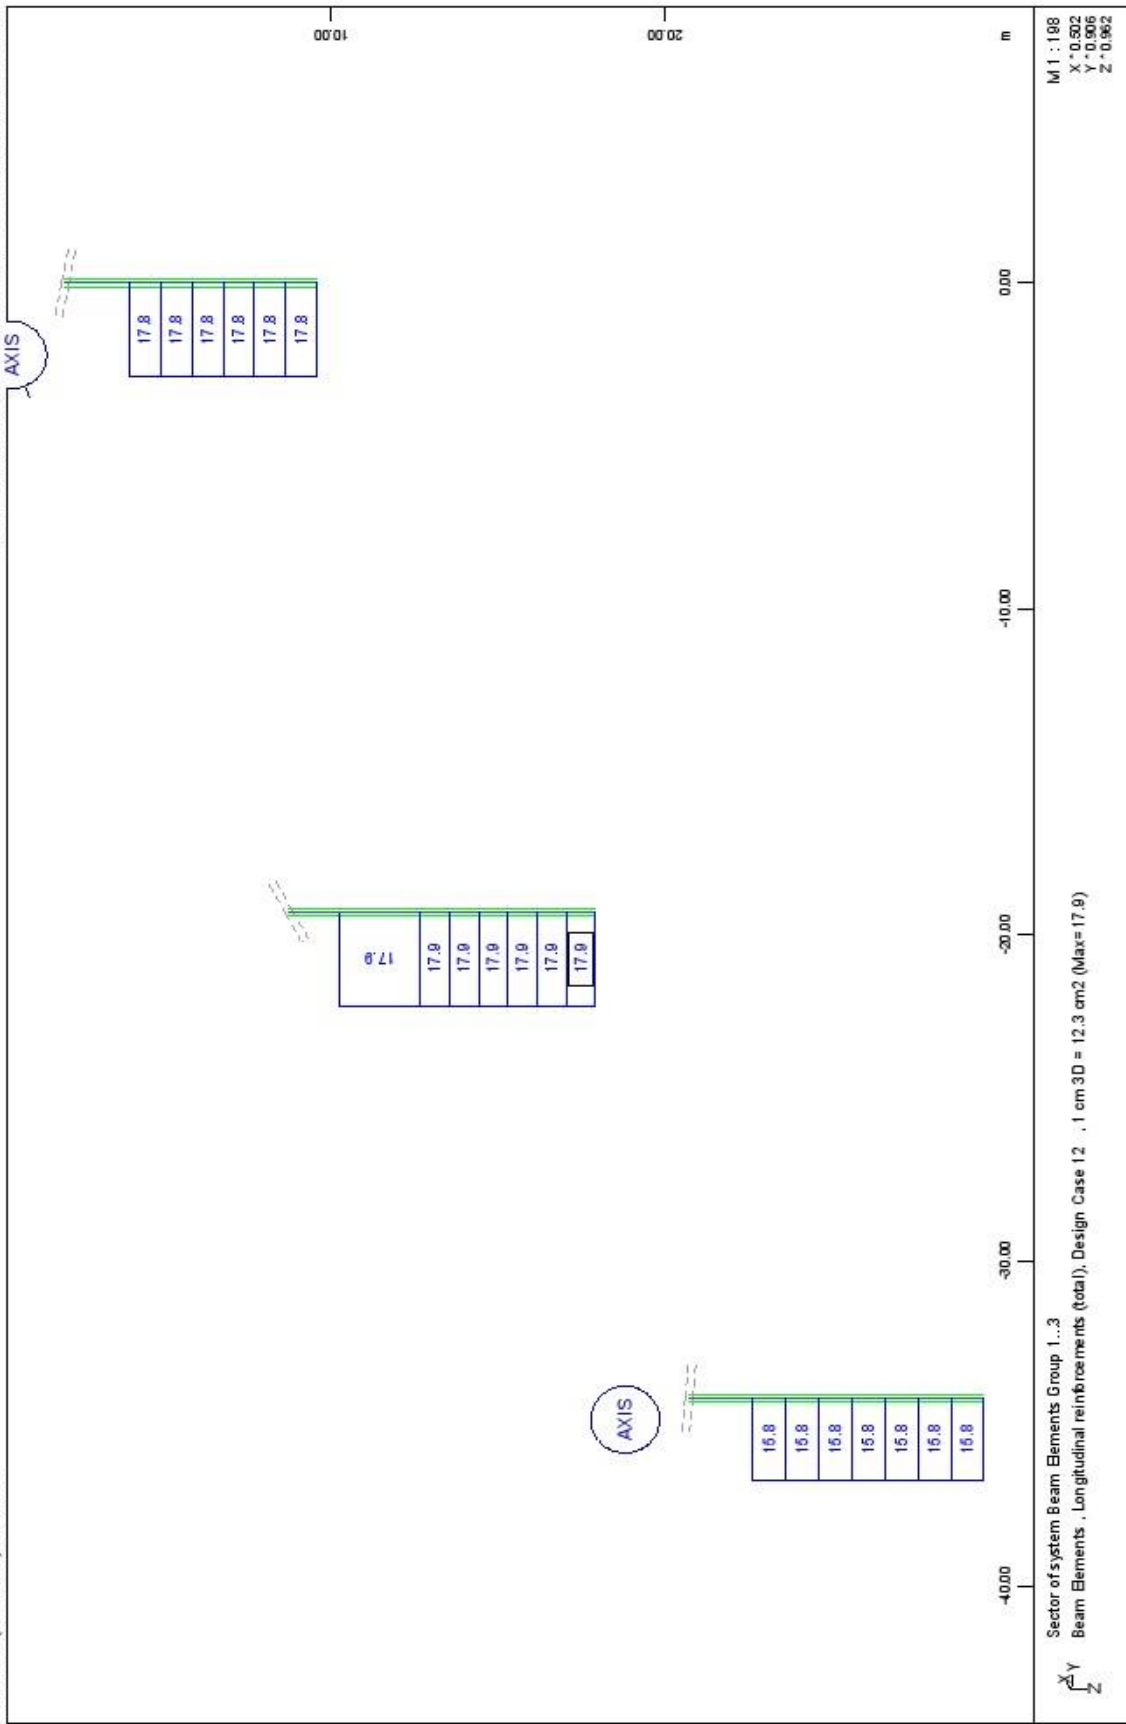 AXIS
17.8
17.8
17.8
17.8
17.8
17.8
17.9
17.9
17.9
17.9
17.9
17.9
17.9
AXIS
15.8
15.8
15.8
15.8
15.8
15.8
15.8
10.00
20.00
m
-40.00
-30.00
-20.00
-10.00
0.00
Sector of system Beam Elements Group 1...3
Beam Elements , Longitudinal reinforcements (total), Design Case 12 , 1 cm 3D = 12.3 cm2 (Max=17.9)
M 1 : 198
X * 0.502
Y * 0.906
Z * 0.962
X
Y
Z